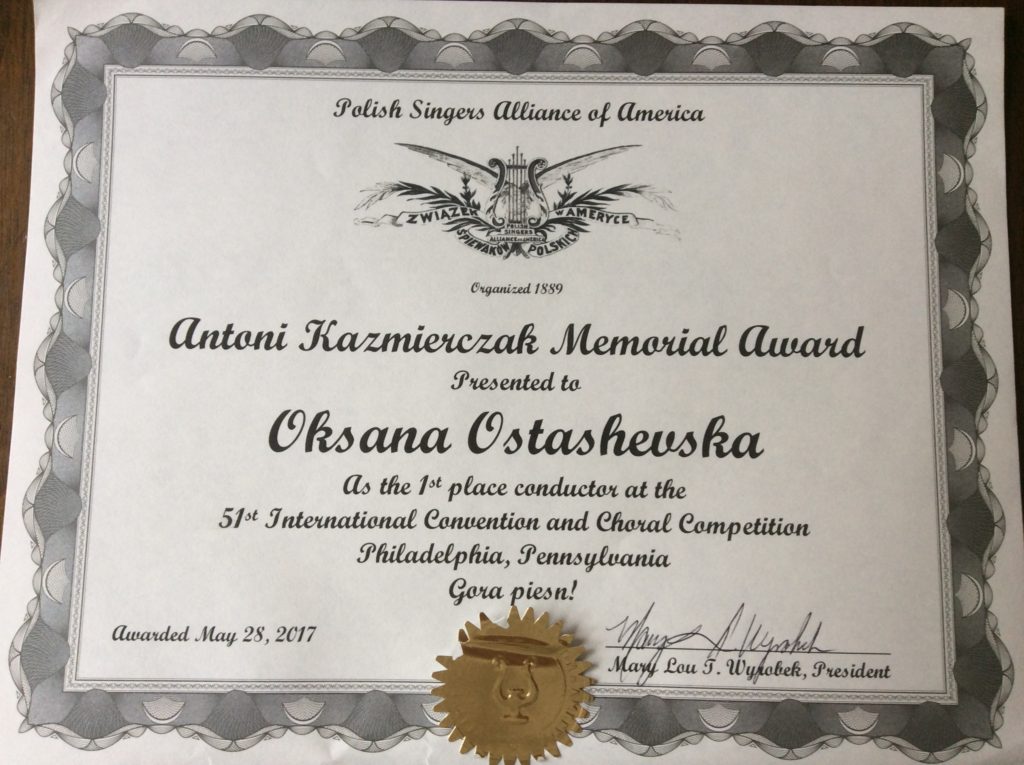 Polish Singers Alliance of America
ZWIĄZEK W AMERYCE
POLISH
SINGERS
ALLIANCE OF AMERICA
ŚPIEWAKÓW POLSKICH
Organized 1889
Antoni Kazmierczak Memorial Award
Presented to
Oksana Ostashevska
As the 1st place conductor at the
51st International Convention and Choral Competition
Philadelphia, Pennsylvania
Gora piesn!
Awarded May 28, 2017
Mary Lou T. Wyrobek, President